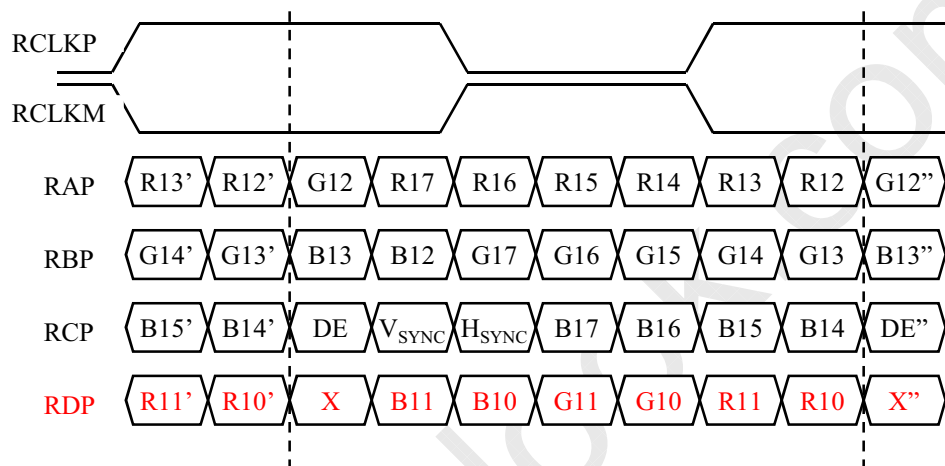 RCLKP
RCLKM
RAP R13’ R12’ G12 R17 R16 R15 R14 R13 R12 G12”
RBP G14’ G13’ B13 B12 G17 G16 G15 G14 G13 B13”
RCP B15’ B14’ DE VSYNC HSYNC B17 B16 B15 B14 DE”
RDP R11’ R10’ X B11 B10 G11 G10 R11 R10 X”